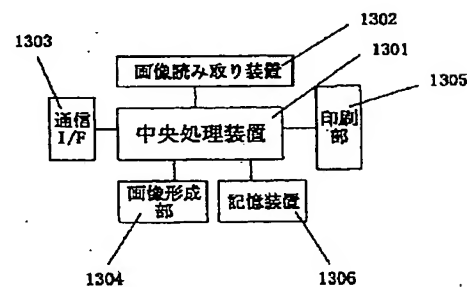 1302
1303
1301
画像読み取り装置
1305
通信
I/F
中央処理装置
印刷
部
画像形成
部
記憶装置
1304
1306